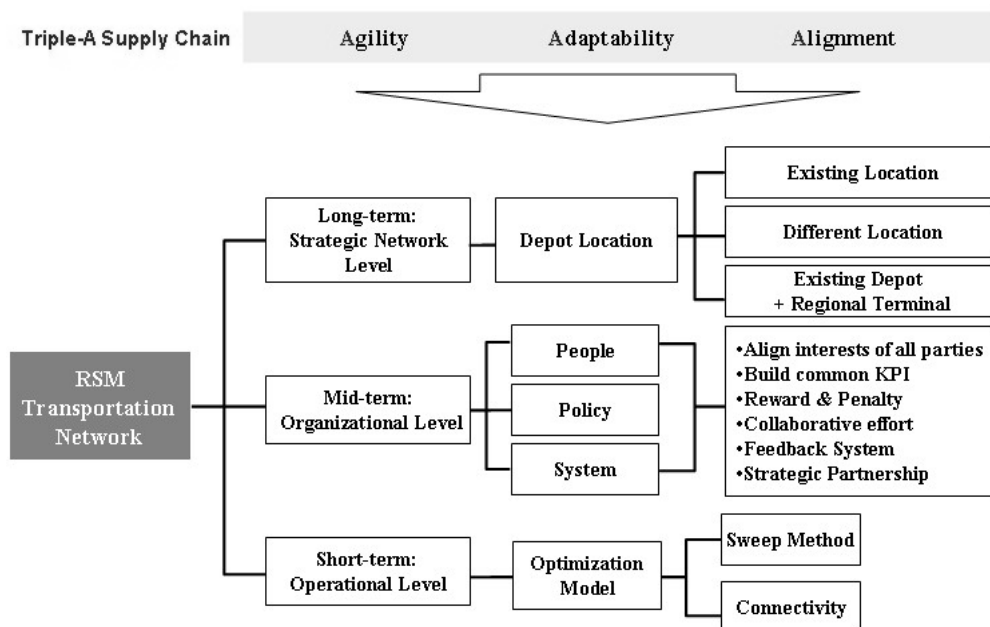 Triple-A Supply Chain Agility Adaptability Alignment
Existing Location
Long-term:
Strategic Network
Level
Depot Location
Different Location
Existing Depot
+ Regional Terminal
RSM
Transportation
Network
Mid-term:
Organizational Level
People
Policy
System
•Align interests of all parties
•Build common KPI
•Reward & Penalty
•Collaborative effort
•Feedback System
•Strategic Partnership
Short-term:
Operational Level
Optimization
Model
Sweep Method
Connectivity